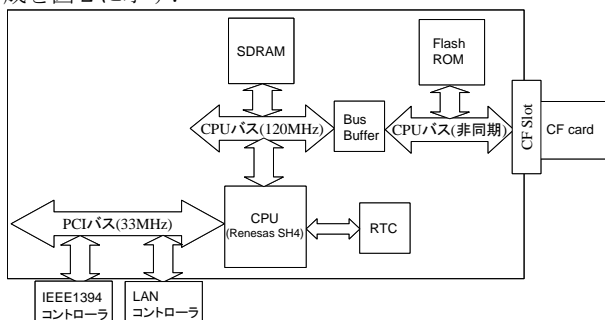 成を図2に示す.
SDRAM
Flash
ROM
CPUバス(120MHz)
Bus
Buffer
CPUバス(非同期)
CF Slot
CF card
PCIバス(33MHz)
CPU
(Renesas SH4)
RTC
IEEE1394
コントローラ
LAN
コントローラ